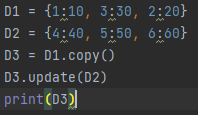 D1 = {1:10, 3:30, 2:20}
D2 = {4:40, 5:50, 6:60}
D3 = D1.copy()
D3.update(D2)
print(D3)